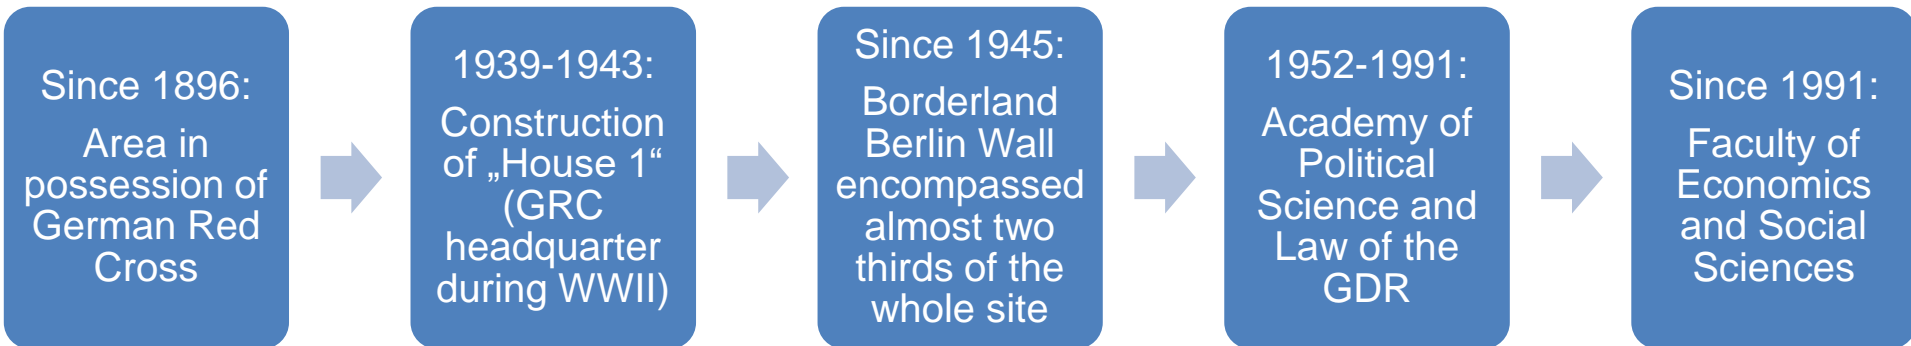 Since 1896:
Area in
possession of
German Red
Cross
1939-1943:
Construction
of „House 1“
(GRC
headquarter
during WWII)
Since 1945:
Borderland
Berlin Wall
encompassed
almost two
thirds of the
whole site
1952-1991:
Academy of
Political
Science and
Law of the
GDR
Since 1991:
Faculty of
Economics
and Social
Sciences